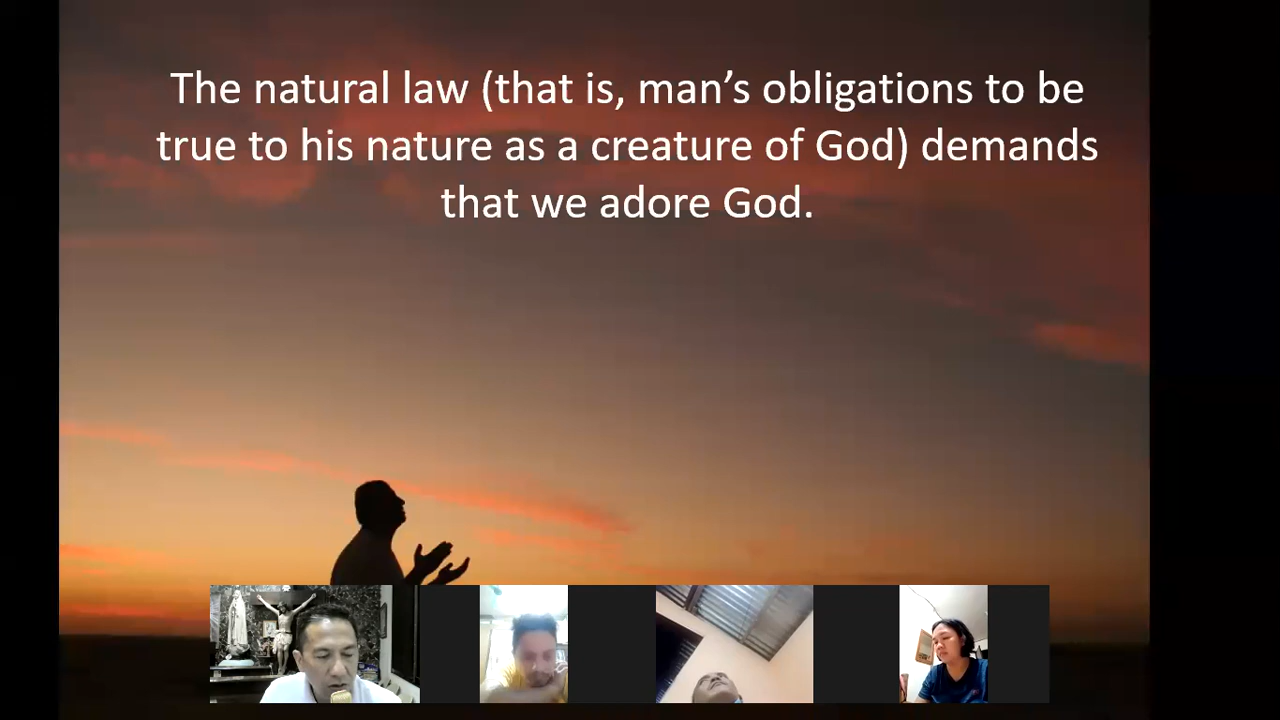 The natural law (that is, man’s obligations to be
true to his nature as a creature of God) demands
that we adore God.